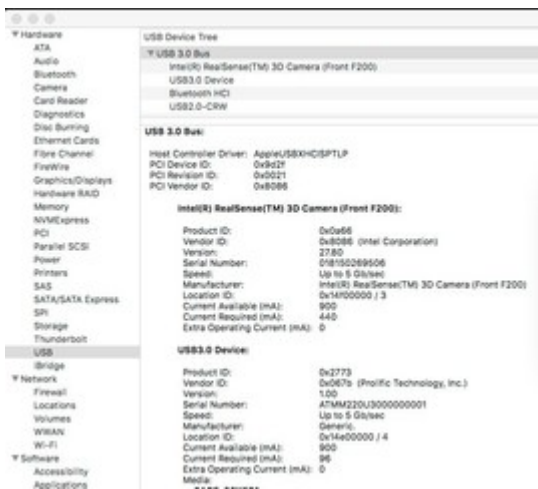 Hardware
ATA
Audio
Bluetooth
Camera
Card Reader
Diagnostics
Disc Burning
Ethernet Cards
Fibre Channel
FireWire
Graphics/Displays
Hardware RAID
Memory
NVMExpress
PCI
Parallel SCSI
Power
Printers
SAS
SATA/SATA Express
SPI
Storage
Thunderbolt
USB
iBridge
Network
Firewall
Locations
Volumes
WWAN
Wi-Fi
Software
Accessibility
Applications
USB Device Tree
USB 3.0 Bus
Intel(R) RealSense(TM) 3D Camera (Front F200)
USB3.0 Device
Bluetooth HCI
USB2.0-CRW
USB 3.0 Bus:
Host Controller Driver: AppleUSBXHCISPTLP
PCI Device ID: 0x9d2f
PCI Revision ID: 0x0021
PCI Vendor ID: 0x8086
Intel(R) RealSense(TM) 3D Camera (Front F200):
Product ID: 0x0a66
Vendor ID: 0x8086 (Intel Corporation)
Version: 27.80
Serial Number: 018150269506
Speed: Up to 5 Gb/sec
Manufacturer: Intel(R) RealSense(TM) 3D Camera (Front F200)
Location ID: 0x14f00000 / 3
Current Available (mA): 900
Current Required (mA): 440
Extra Operating Current (mA): 0
USB3.0 Device:
Product ID: 0x2773
Vendor ID: 0x067b (Prolific Technology, Inc.)
Version: 1.00
Serial Number: ATMM220U3000000001
Speed: Up to 5 Gb/sec
Manufacturer: Generic.
Location ID: 0x14e00000 / 4
Current Available (mA): 900
Current Required (mA): 96
Extra Operating Current (mA): 0
Media: